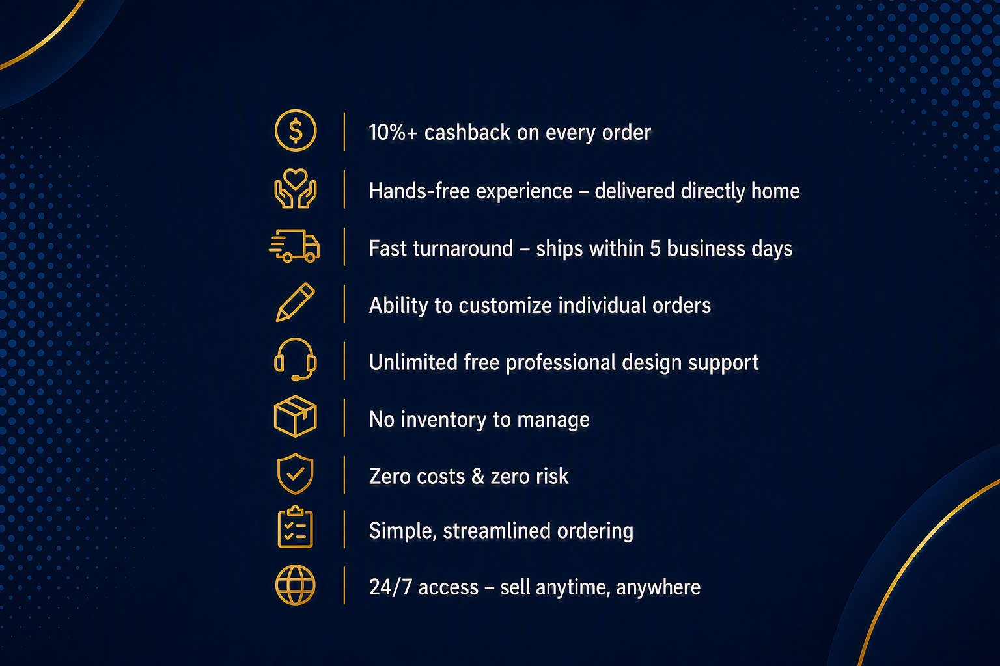 10%+ cashback on every order
Hands-free experience – delivered directly home
Fast turnaround – ships within 5 business days
Ability to customize individual orders
Unlimited free professional design support
No inventory to manage
Zero costs & zero risk
Simple, streamlined ordering
24/7 access – sell anytime, anywhere